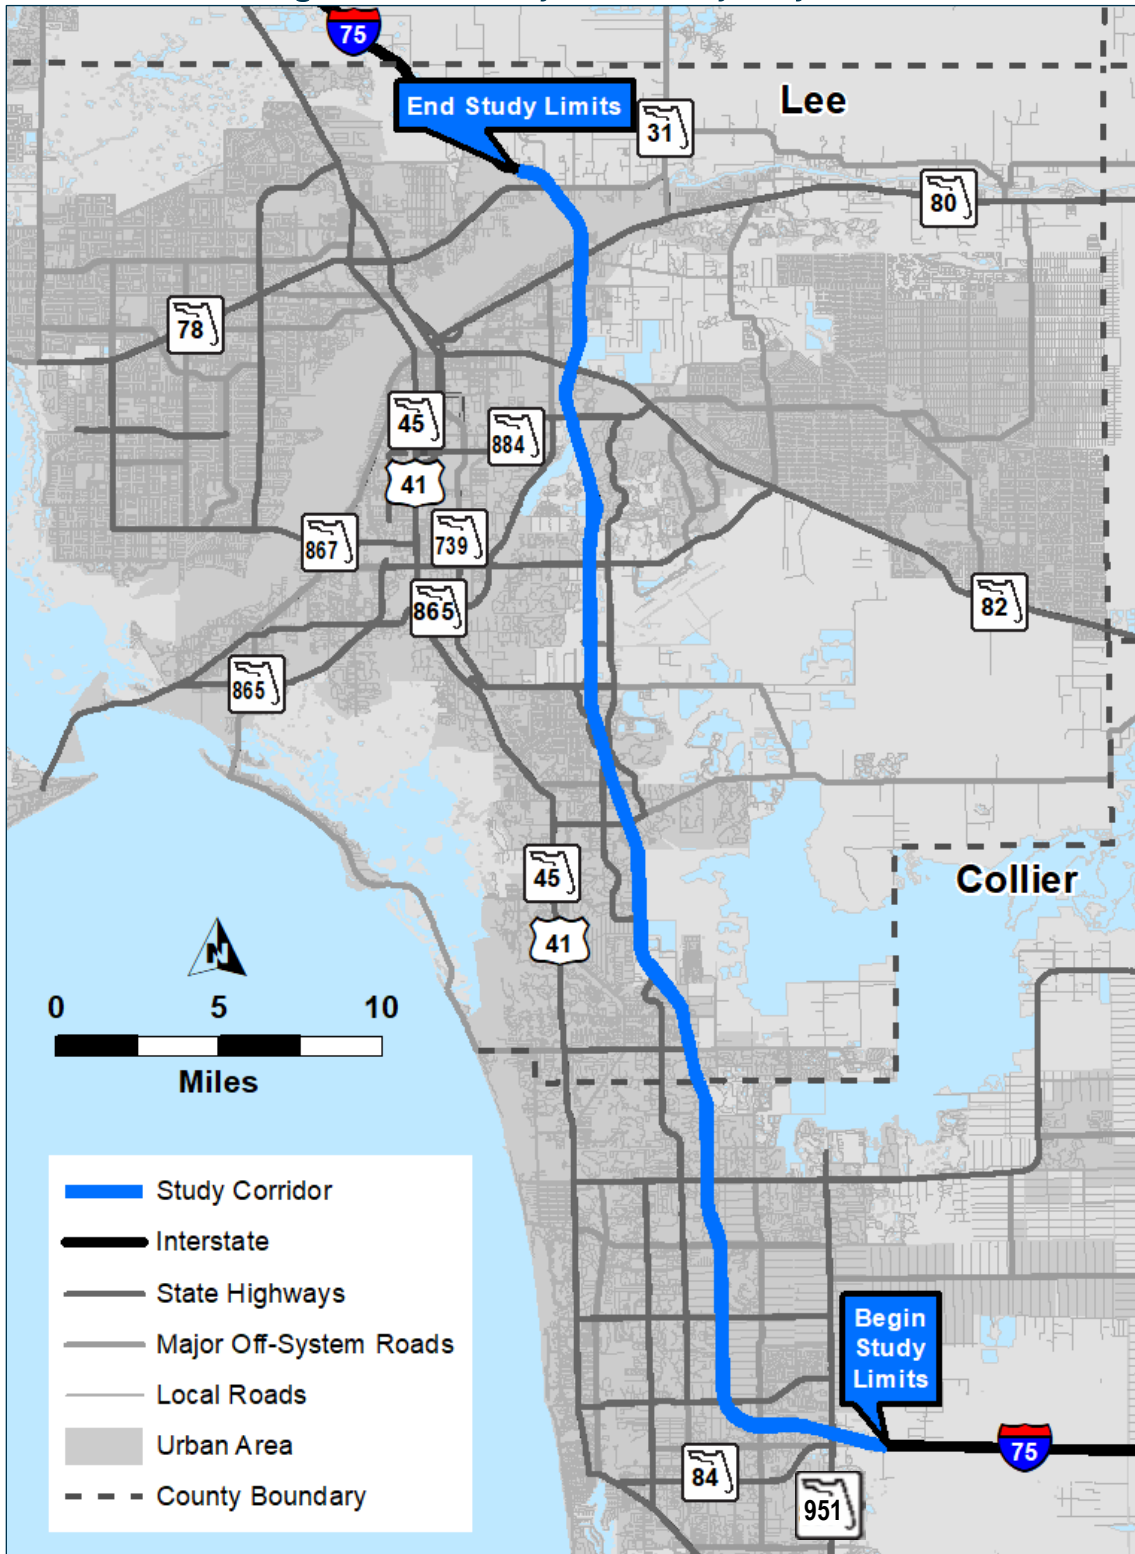 75
End Study Limits
31
Lee
80
78
45
884
41
867
739
865
82
865
45
Collier
41
N
0 5 10
Miles
Study Corridor
Interstate
State Highways
Major Off-System Roads
Local Roads
Urban Area
County Boundary
Begin
Study
Limits
75
84
951